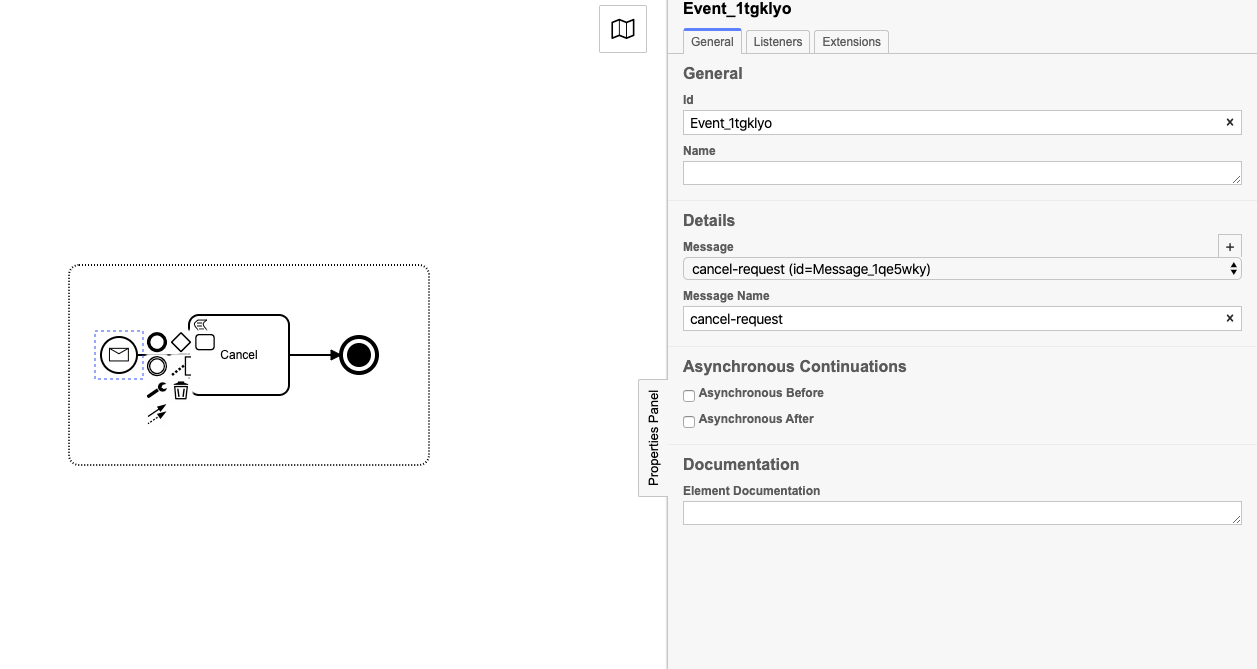 Event_1tgklyo
General
Listeners
Extensions
General
Id
Event_1tgklyo
Name
Details
Message
+
cancel-request (id=Message_1qe5wky)
Message Name
cancel-request
Asynchronous Continuations
Asynchronous Before
Asynchronous After
Documentation
Element Documentation
Properties Panel
Cancel